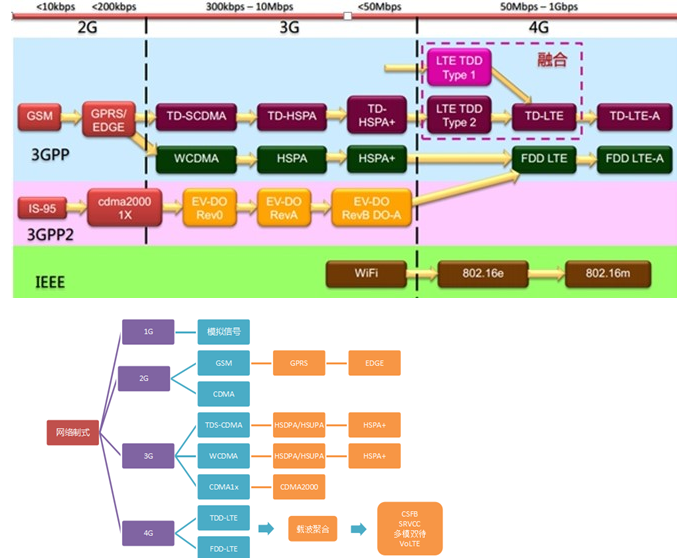 <10kbps <200kbps 300kbps – 10Mbps <50Mbps 50Mbps – 1Gbps
2G 3G 4G
LTE TDD
Type 1
融合
GSM
GPRS/
EDGE
TD-SCDMA
TD-HSPA
TD-
HSPA+
LTE TDD
Type 2
TD-LTE
TD-LTE-A
3GPP
WCDMA
HSPA
HSPA+
FDD LTE
FDD LTE-A
IS-95
cdma2000
1X
EV-DO
Rev0
EV-DO
RevA
EV-DO
RevB DO-A
3GPP2
IEEE
WiFi
802.16e
802.16m
网络制式
1G
模拟信号
2G
GSM
GPRS
EDGE
CDMA
3G
TDS-CDMA
HSDPA/HSUPA
HSPA+
WCDMA
HSDPA/HSUPA
HSPA+
CDMA1x
CDMA2000
4G
TDD-LTE
FDD-LTE
载波聚合
CSFB
SRVCC
多模双待
VoLTE